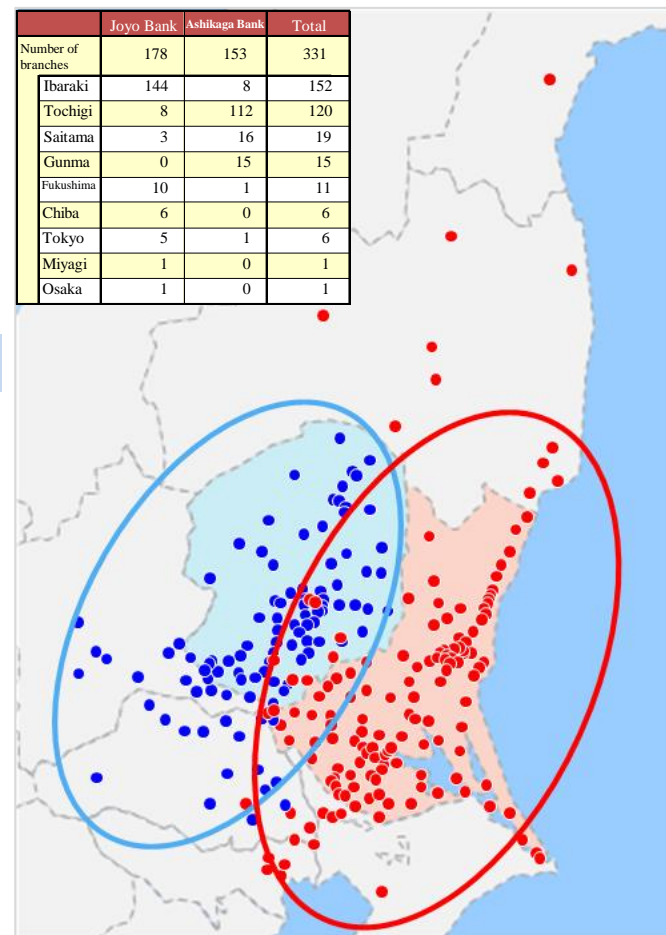 Joyo Bank Ashikaga Bank Total
Number of branches 178 153 331
Ibaraki 144 8 152
Tochigi 8 112 120
Saitama 3 16 19
Gunma 0 15 15
Fukushima 10 1 11
Chiba 6 0 6
Tokyo 5 1 6
Miyagi 1 0 1
Osaka 1 0 1